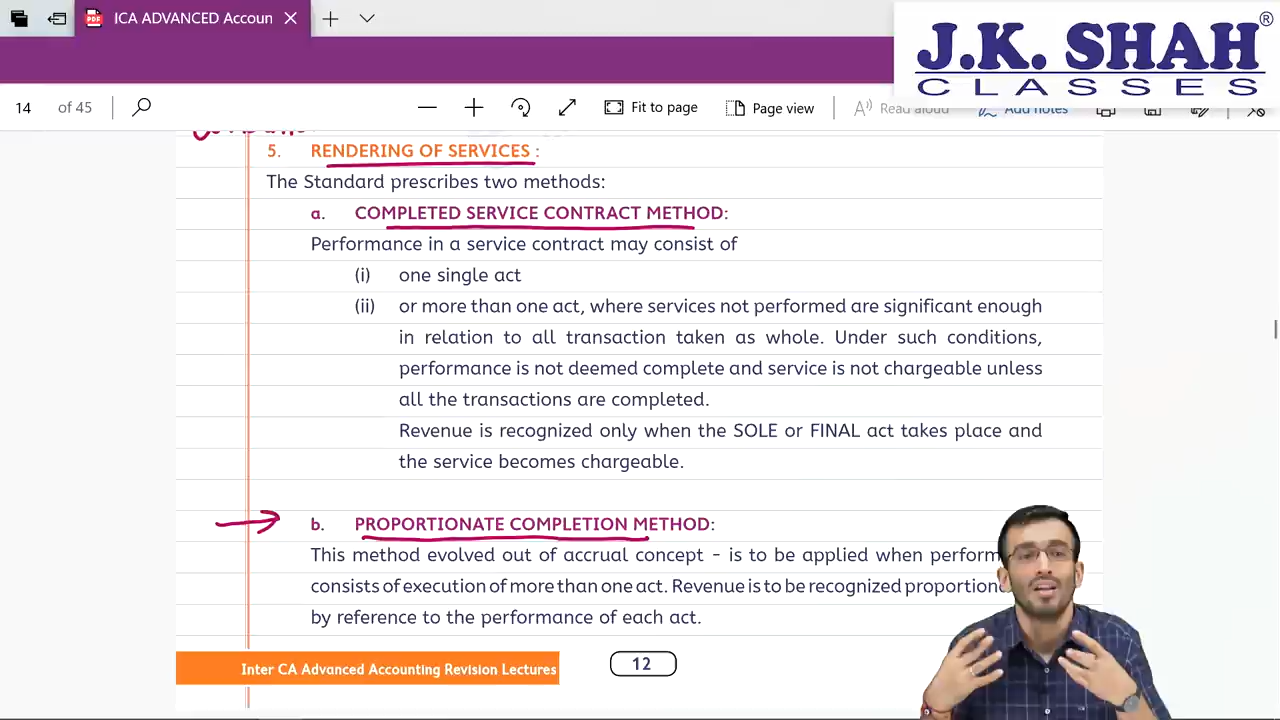 ICA ADVANCED Accoun
J.K. SHAH®
CLASSES
14 of 45
Fit to page
Page view
Read aloud
Add notes
5. RENDERING OF SERVICES :
The Standard prescribes two methods:
a. COMPLETED SERVICE CONTRACT METHOD:
Performance in a service contract may consist of
(i) one single act
(ii) or more than one act, where services not performed are significant enough
in relation to all transaction taken as whole. Under such conditions,
performance is not deemed complete and service is not chargeable unless
all the transactions are completed.
Revenue is recognized only when the SOLE or FINAL act takes place and
the service becomes chargeable.
b. PROPORTIONATE COMPLETION METHOD:
This method evolved out of accrual concept - is to be applied when perform
consists of execution of more than one act. Revenue is to be recognized proportion
by reference to the performance of each act.
Inter CA Advanced Accounting Revision Lectures
12